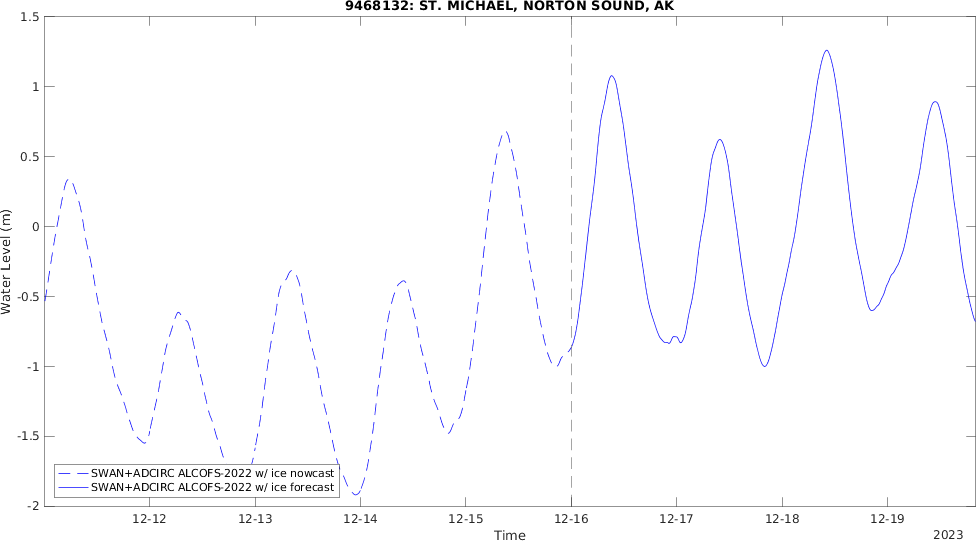 9468132: ST. MICHAEL, NORTON SOUND, AK
1.5
1
0.5
0
-0.5
-1
-1.5
-2
Water Level (m)
SWAN+ADCIRC ALCOFS-2022 w/ ice nowcast
SWAN+ADCIRC ALCOFS-2022 w/ ice forecast
12-12 12-13 12-14 12-15 12-16 12-17 12-18 12-19
Time
2023